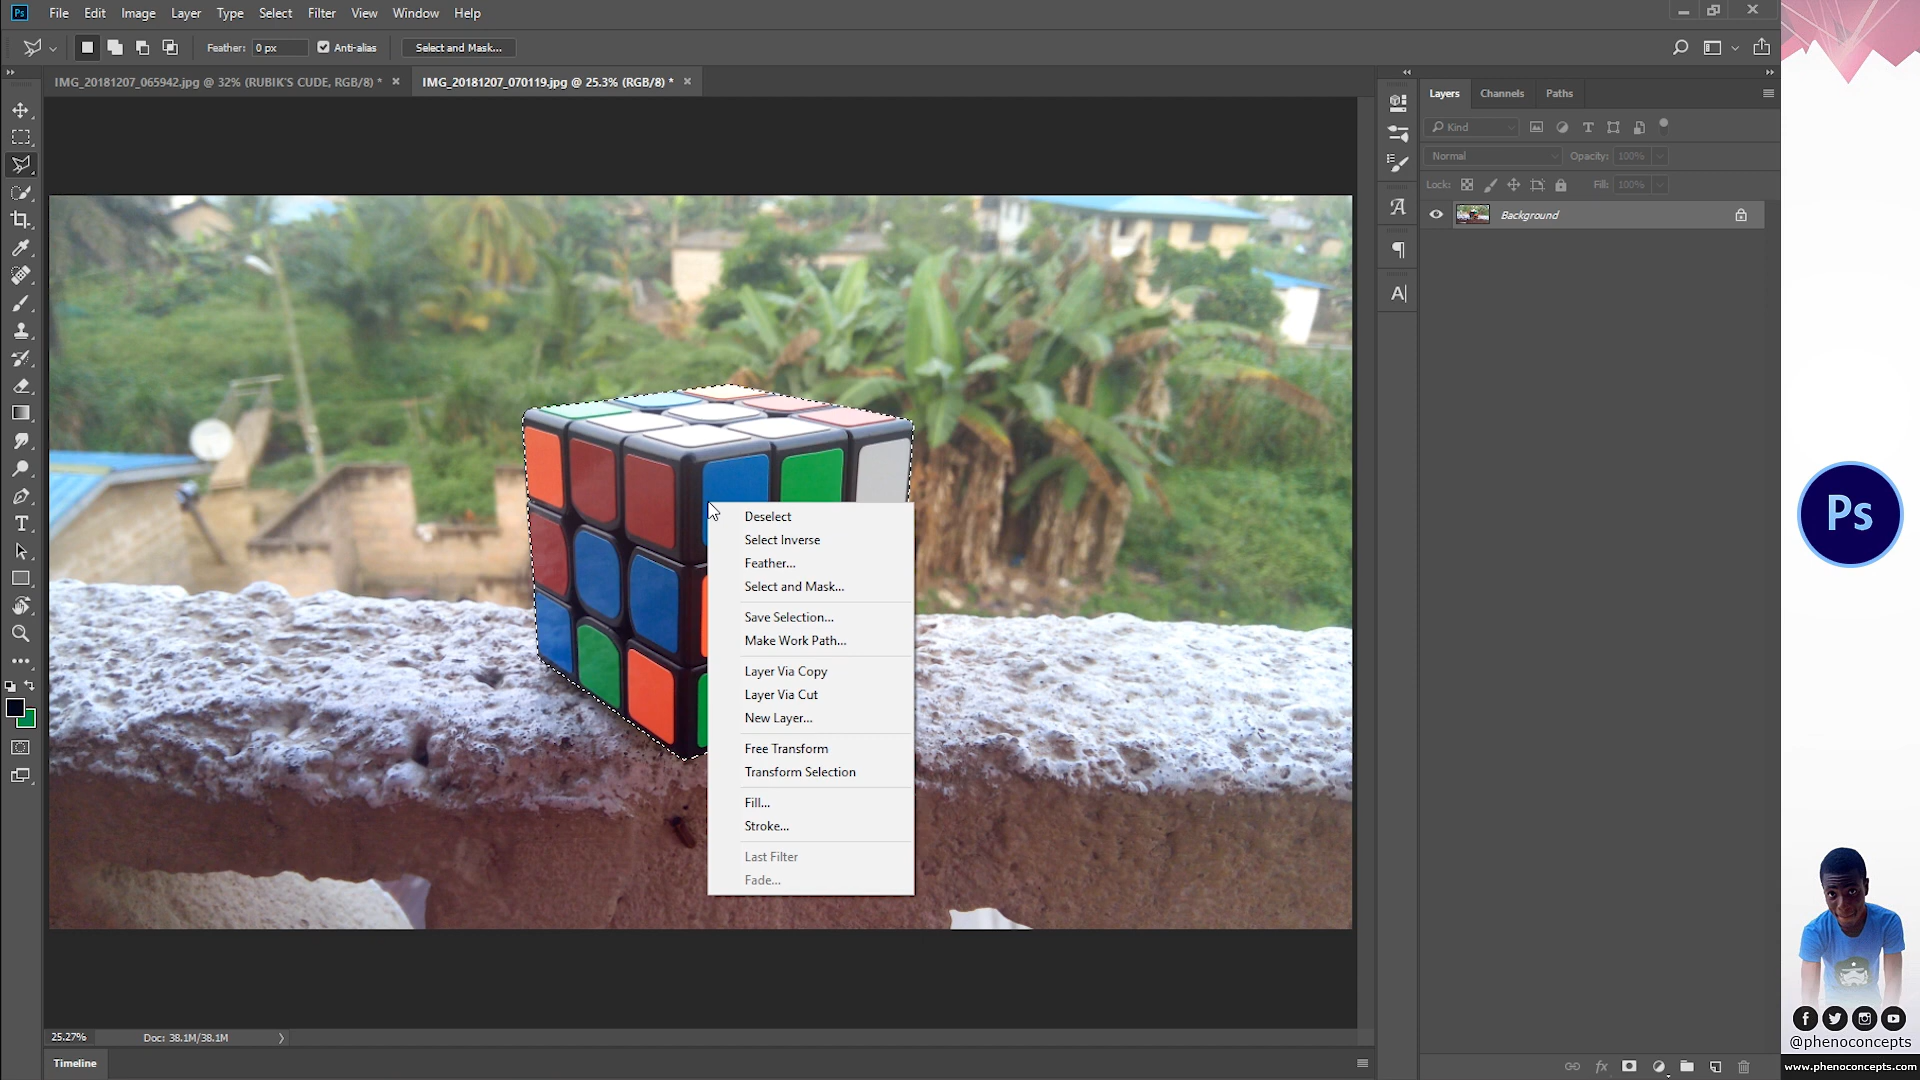 Ps File Edit Image Layer Type Select Filter View Window Help
Feather: 0 px Anti-alias Select and Mask...
IMG_20181207_065942.jpg @ 32% (RUBIK'S CUDE, RGB/8) * IMG_20181207_070119.jpg @ 25.3% (RGB/8) *
Layers Channels Paths
Kind
Normal Opacity: 100%
Lock: Fill: 100%
Background
Deselect
Select Inverse
Feather...
Select and Mask...
Save Selection...
Make Work Path...
Layer Via Copy
Layer Via Cut
New Layer...
Free Transform
Transform Selection
Fill...
Stroke...
Last Filter
Fade...
25.27% Doc: 38.1M/38.1M
Timeline
Ps
@phenoconcepts
www.phenoconcepts.com